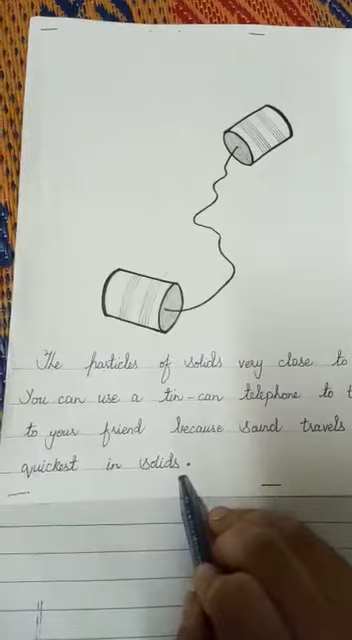 The particles of solids very close to
You can use a tin-can telephone to t
to your friend because sound travels
quickest in solids.